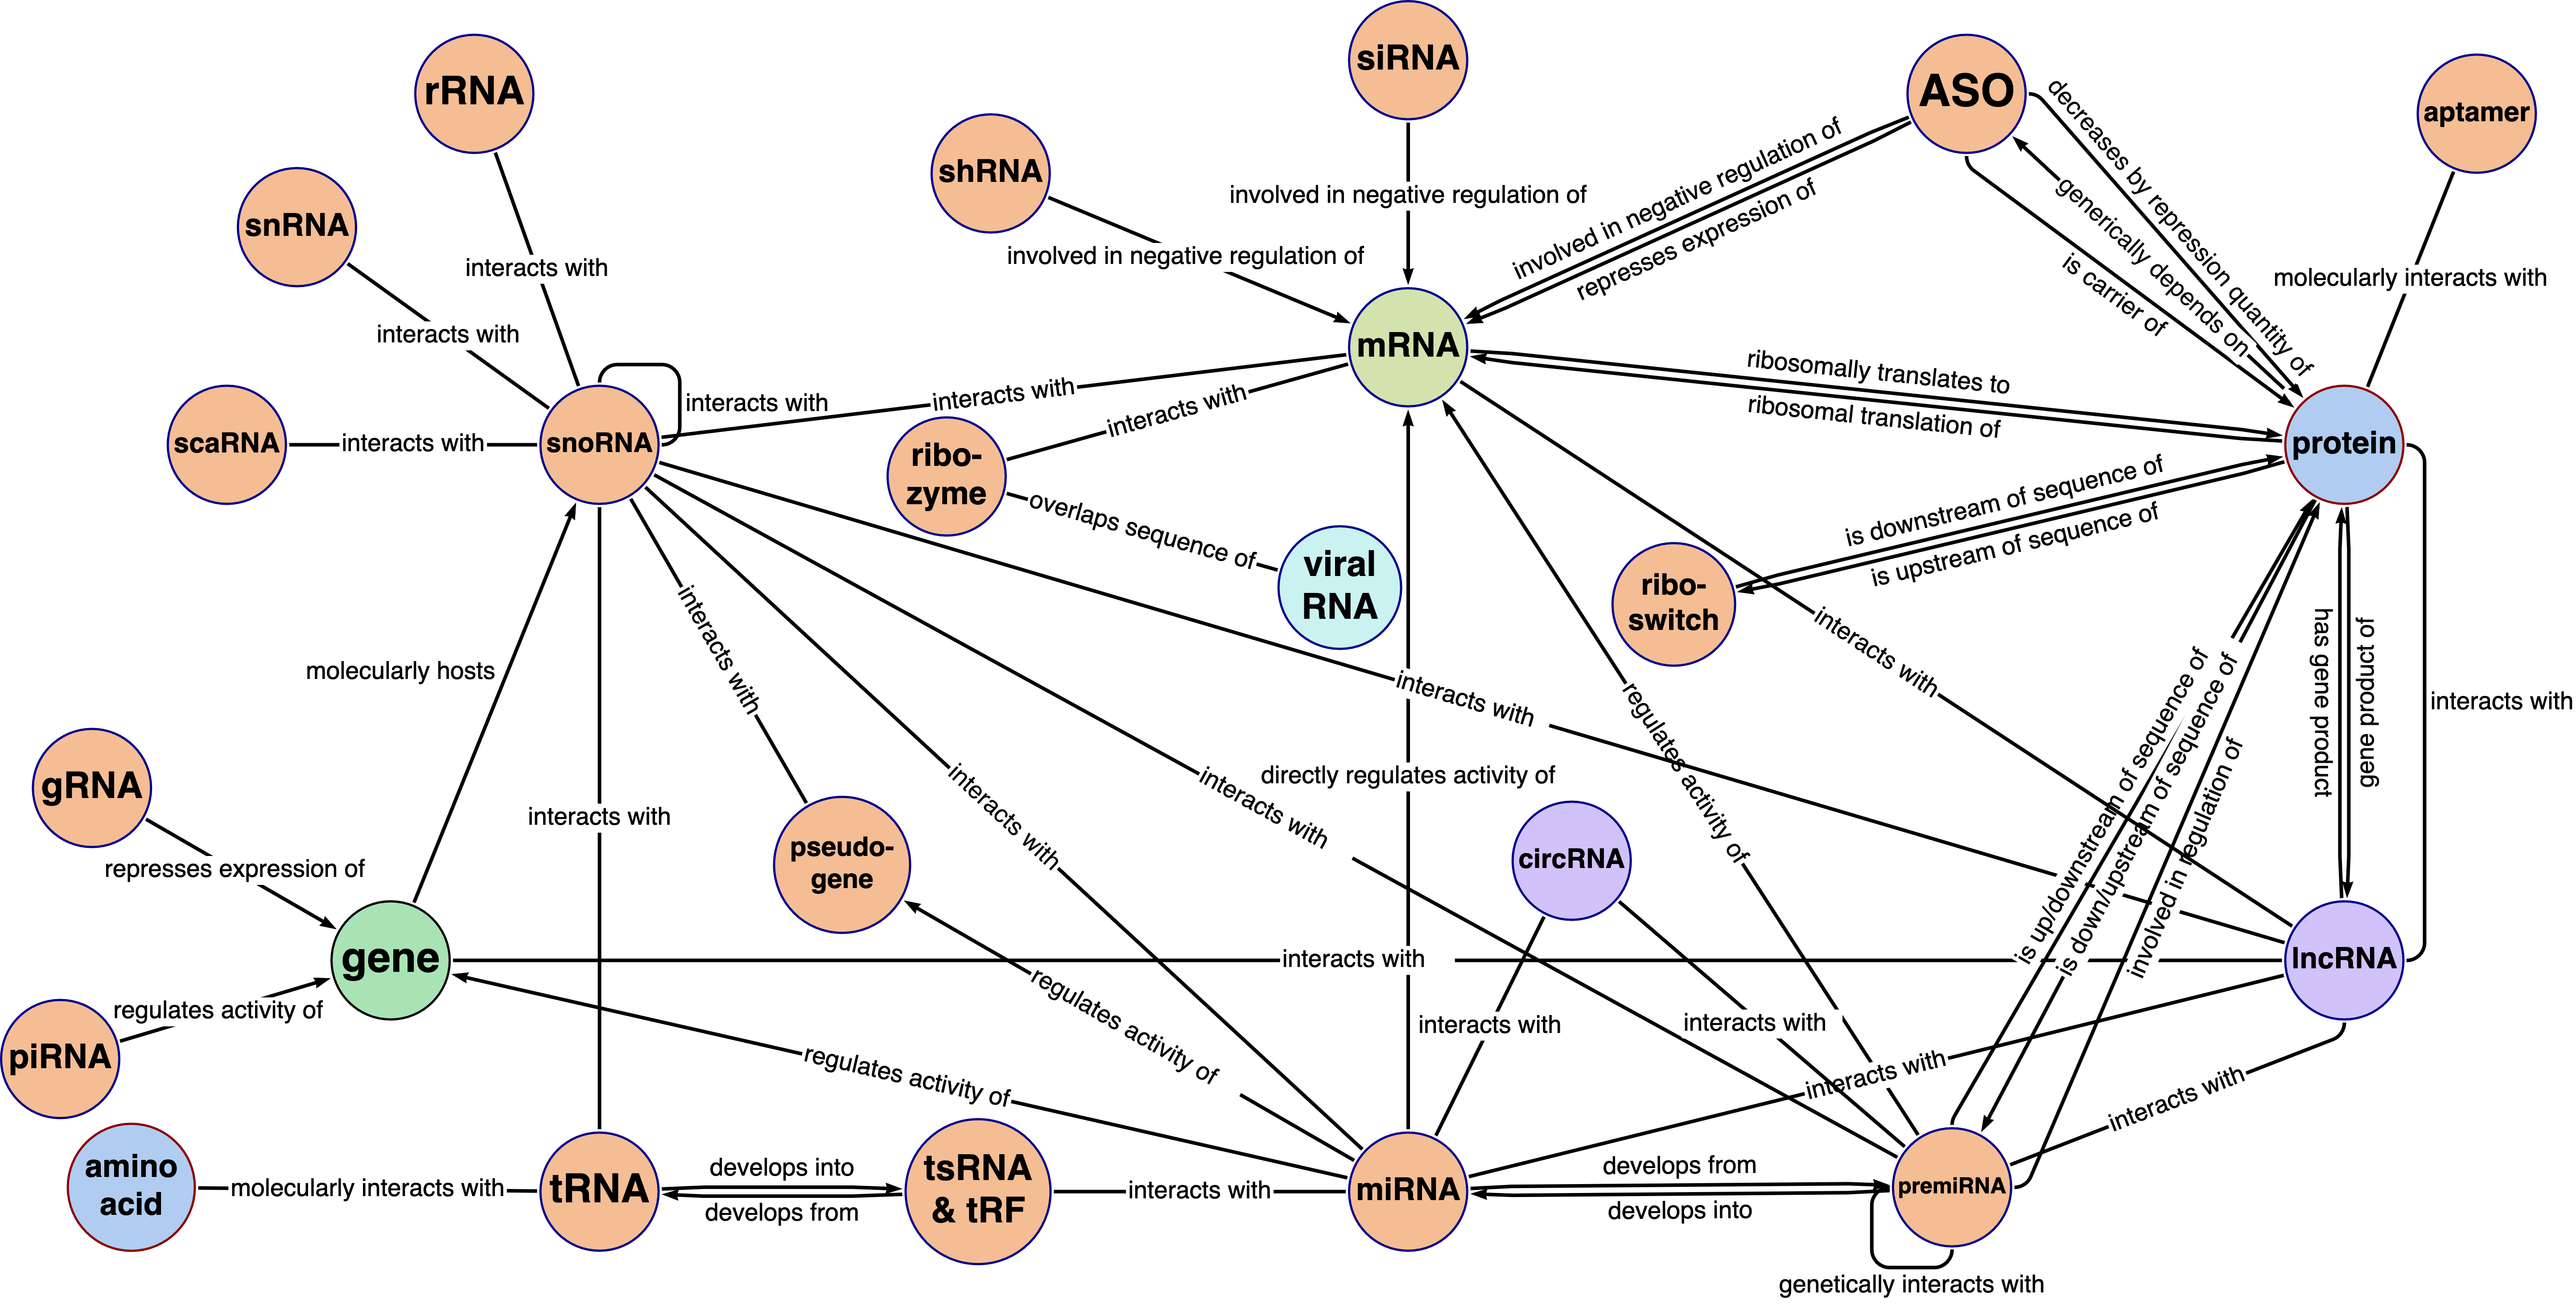 siRNA
rRNA
ASO
aptamer
shRNA
snRNA
decreases by repression quantity of
generically depends on
is carrier of
involved in negative regulation of
represses expression of
involved in negative regulation of
involved in negative regulation of
molecularly interacts with
interacts with
interacts with
mRNA
ribosomally translates to
ribosomal translation of
protein
scaRNA
interacts with
snoRNA
interacts with
interacts with
interacts with
ribo-
zyme
overlaps sequence of
viral
RNA
is downstream of sequence of
is upstream of sequence of
ribo-
switch
interacts with
interacts with
molecularly hosts
interacts with
has gene product
gene product of
interacts with
regulates activity of
is up/downstream of sequence of
is down/upstream of sequence of
involved in regulation of
gRNA
interacts with
interacts with
interacts with
directly regulates activity of
represses expression of
pseudo-
gene
circRNA
gene
interacts with
lncRNA
regulates activity of
piRNA
regulates activity of
regulates activity of
interacts with
interacts with
interacts with
interacts with
amino
acid
molecularly interacts with
tRNA
develops into
develops from
tsRNA
& tRF
interacts with
miRNA
develops from
develops into
premiRNA
genetically interacts with